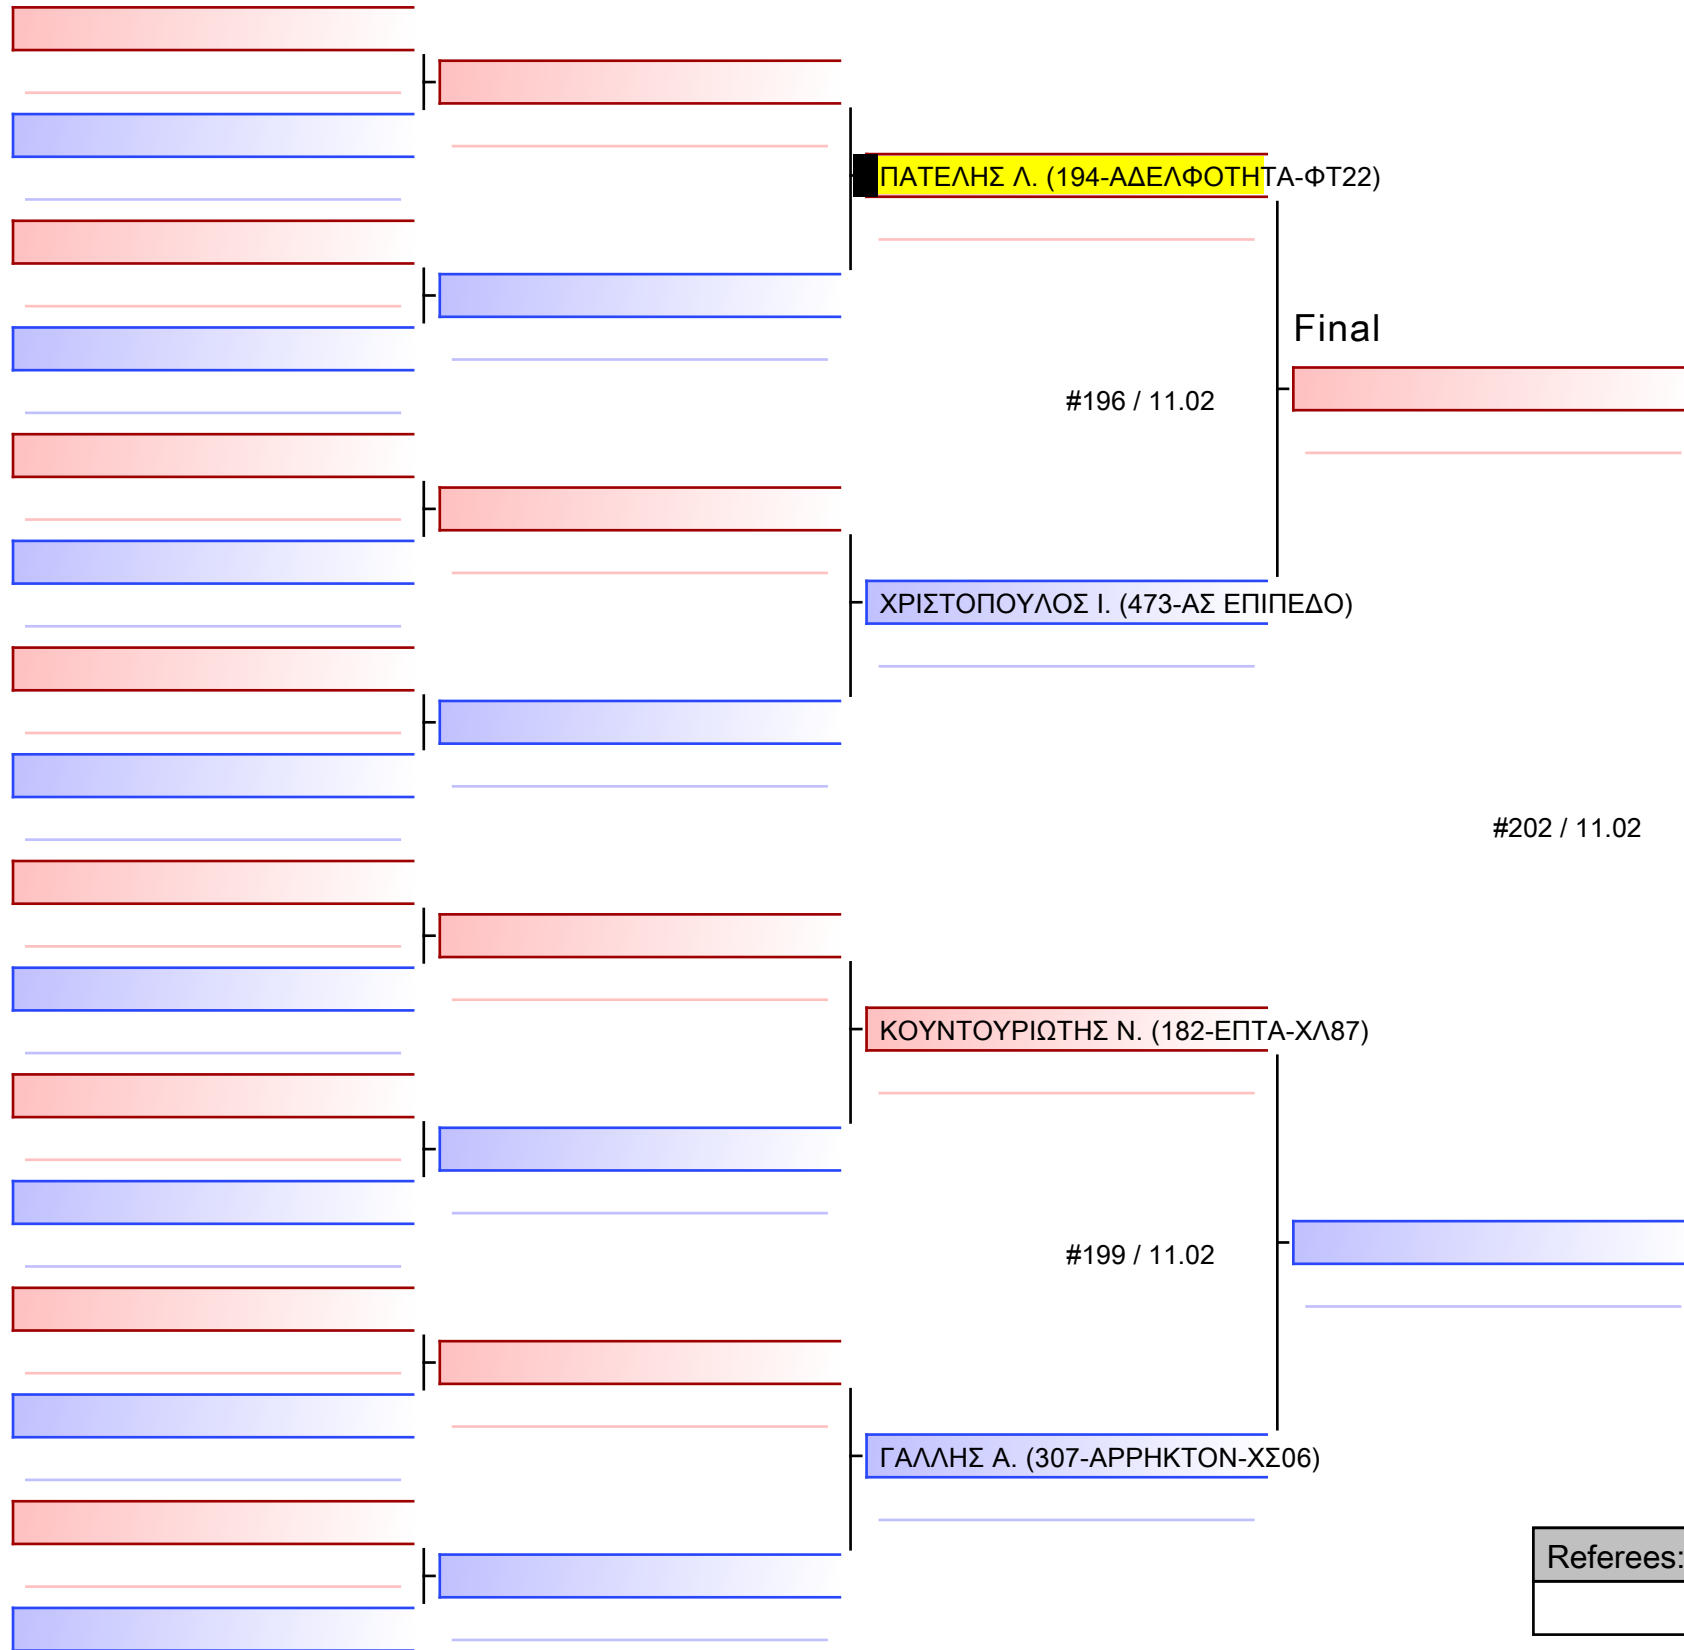 ΠΑΤΕΛΗΣ Λ. (194-ΑΔΕΛΦΟΤΗΤΑ-ΦΤ22)
Final
#196 / 11.02
ΧΡΙΣΤΟΠΟΥΛΟΣ Ι. (473-ΑΣ ΕΠΙΠΕΔΟ)
#202 / 11.02
ΚΟΥΝΤΟΥΡΙΩΤΗΣ Ν. (182-ΕΠΤΑ-ΧΛ87)
#199 / 11.02
ΓΑΛΛΗΣ Α. (307-ΑΡΡΗΚΤΟΝ-ΧΣ06)
Referees: